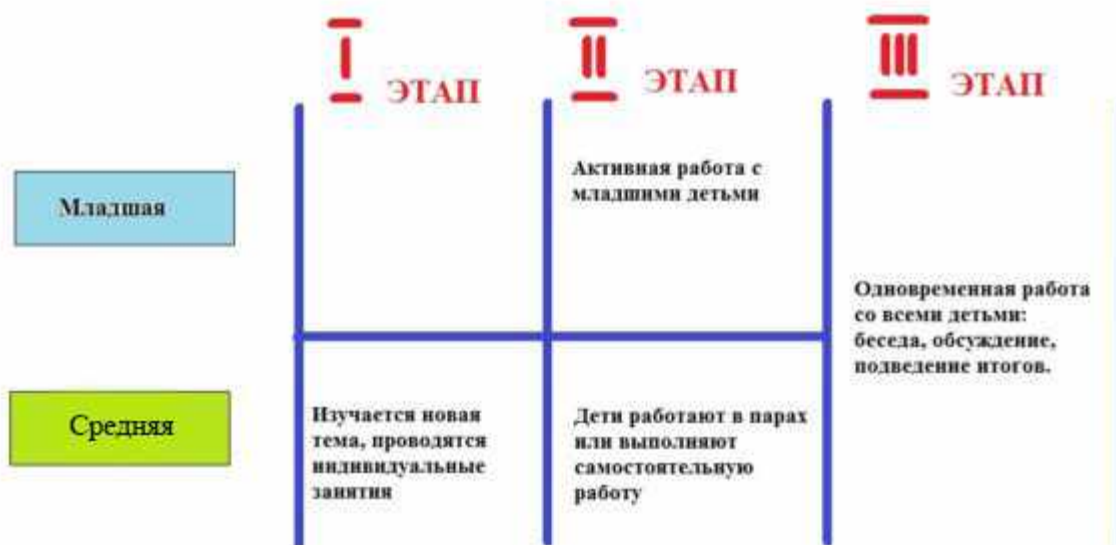 I ЭТАП
II ЭТАП
III ЭТАП
Младшая
Активная работа с
младшими детьми
Одновременная работа
со всеми детьми:
беседа, обсуждение,
подведение итогов.
Средняя
Изучается новая
тема, проводятся
индивидуальные
занятия
Дети работают в парах
или выполняют
самостоятельную
работу